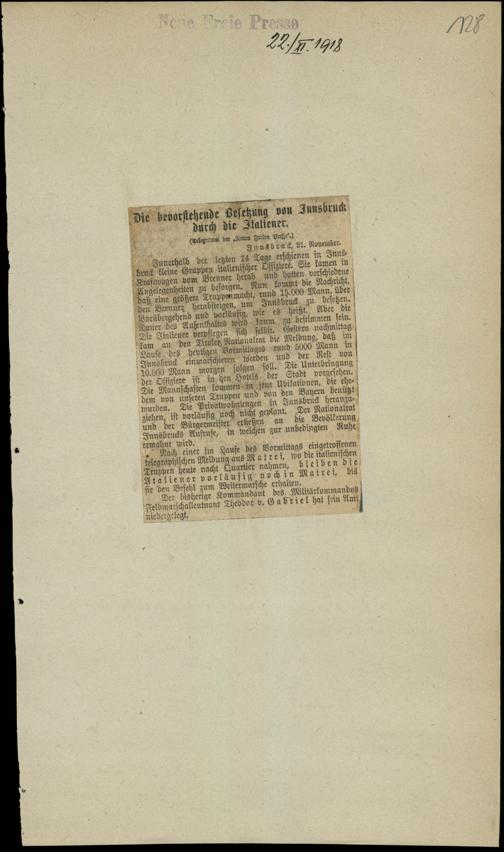 Neue Freie Presse
22./XI. 1918
128
Die bevorstehende Besetzung von Innsbruck
durch die Italiener.
(Telegramm der „Neuen Freien Presse“.)
Innsbruck, 21. November.
Innerhalb der letzten 14 Tage erschienen in Inns-
bruck kleine Gruppen italienischer Offiziere. Sie kamen in
Kraftwagen vom Brenner herab und hatten verschiedene
Angelegenheiten zu besorgen. Nun kommt die Nachricht,
daß eine größere Truppenmacht, rund 15.000 Mann, über
den Brenner herabsteigen, um Innsbruck zu besetzen.
Vorübergehend und vorläufig, wie es heißt. Aber die
Dauer des Aufenthaltes wird kaum zu bestimmen sein.
Die Italiener verpflegen sich selbst. Gestern nachmittag
kam an den Tiroler Nationalrat die Meldung, daß im
Laufe des heutigen Vormittages rund 5000 Mann in
Innsbruck einmarschieren werden und der Rest von
10.000 Mann morgen folgen soll. Die Unterbringung
der Offiziere ist in den Hotels der Stadt vorgesehen.
Die Mannschaften kommen in jene Ubikationen, die ehe-
dem von unseren Truppen und von den Bayern benützt
wurden. Die Privatwohnungen in Innsbruck heranzu-
ziehen, ist vorläufig noch nicht geplant. Der Nationalrat
und der Bürgermeister erließen an die Bevölkerung
Innsbrucks Aufrufe, in welchen zur unbedingten Ruhe
ermahnt wird.
Nach einer im Laufe des Vormittags eingetroffenen
telegraphischen Meldung aus Matrei, wo die italienischen
Truppen heute nacht Quartier nahmen, bleiben die
Italiener vorläufig noch in Matrei, bis
sie den Befehl zum Weitermarsche erhalten.
Der bisherige Kommandant des Militärkommandos
Feldmarschalleutnant Theodor v. Gabriel hat sein Amt
niedergelegt.